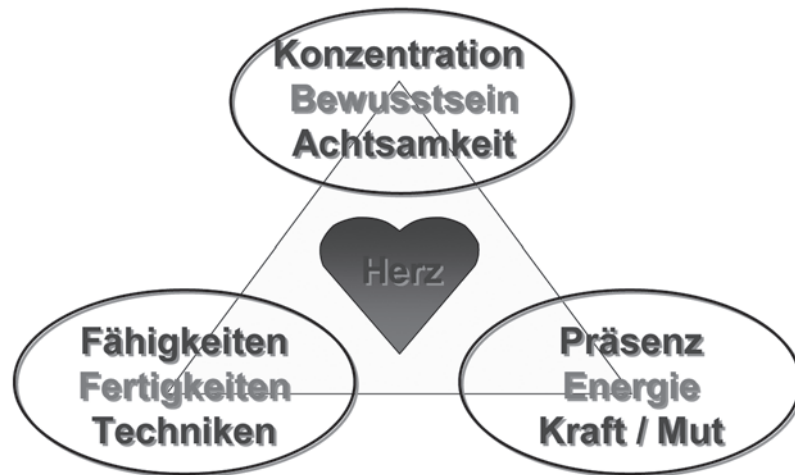 Konzentration
Bewusstsein
Achtsamkeit
Herz
Fähigkeiten
Fertigkeiten
Techniken
Präsenz
Energie
Kraft / Mut